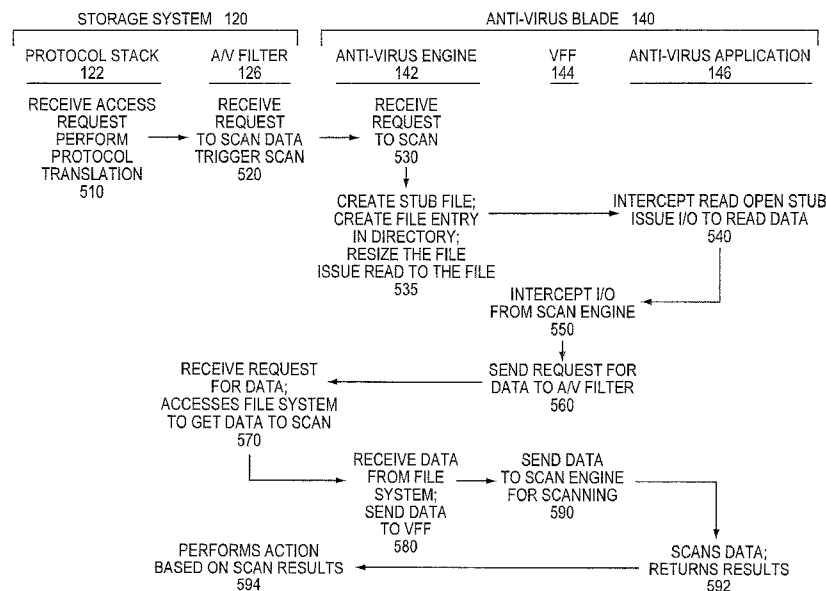 STORAGE SYSTEM 120
ANTI-VIRUS BLADE 140
PROTOCOL STACK
122
A/V FILTER
126
ANTI-VIRUS ENGINE
142
VFF
144
ANTI-VIRUS APPLICATION
146
RECEIVE ACCESS
REQUEST
PERFORM
PROTOCOL
TRANSLATION
510
RECEIVE
REQUEST
TO SCAN DATA
TRIGGER SCAN
520
RECEIVE
REQUEST
TO SCAN
530
CREATE STUB FILE;
CREATE FILE ENTRY
IN DIRECTORY;
RESIZE THE FILE
ISSUE READ TO THE FILE
535
INTERCEPT READ OPEN STUB
ISSUE I/O TO READ DATA
540
INTERCEPT I/O
FROM SCAN ENGINE
550
SEND REQUEST FOR
DATA TO A/V FILTER
560
RECEIVE REQUEST
FOR DATA;
ACCESSES FILE SYSTEM
TO GET DATA TO SCAN
570
RECEIVE DATA
FROM FILE
SYSTEM;
SEND DATA
TO VFF
580
SEND DATA
TO SCAN ENGINE
FOR SCANNING
590
SCANS DATA;
RETURNS RESULTS
592
PERFORMS ACTION
BASED ON SCAN RESULTS
594